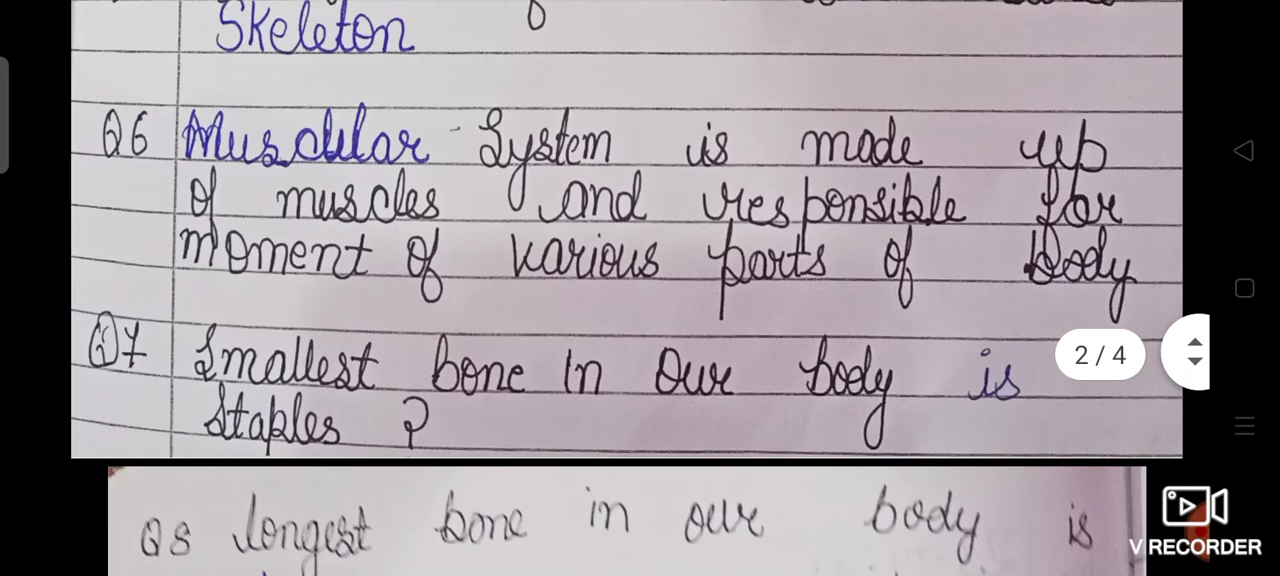 Skeleton
Q6 Muscular System is made up
of muscles and responsible for
moment of various parts of body
Q7 Smallest bone in Our body is
Staples ?
2 / 4
Q8 longest bone in our body is
V RECORDER